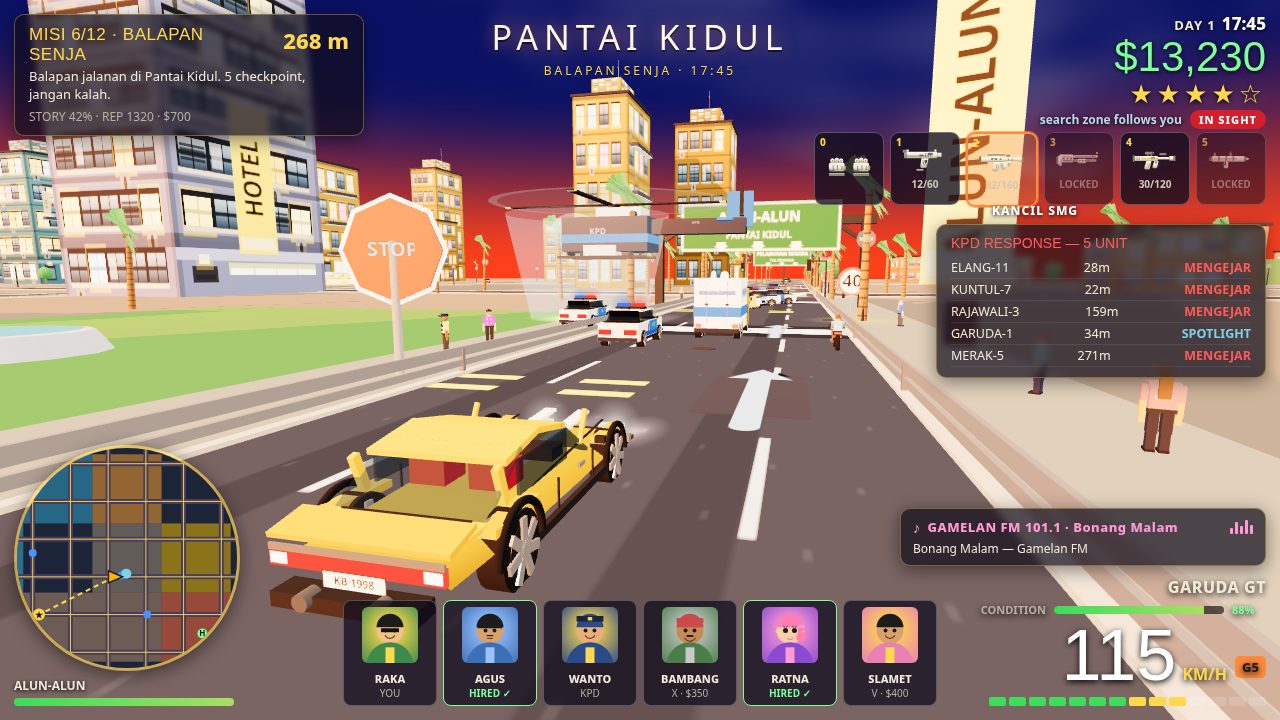 MISI 6/12 · BALAPAN SENJA
268 m
Balapan jalanan di Pantai Kidul. 5 checkpoint,
jangan kalah.
STORY 42% · REP 1320 · $700
PANTAI KIDUL
BALAPAN SENJA · 17:45
DAY 1 17:45
$13,230
★★★★☆
search zone follows you IN SIGHT
0
1
12/60
2
32/160
3
LOCKED
4
30/120
5
LOCKED
KANCIL SMG
KPD RESPONSE — 5 UNIT
ELANG-11 28m MENGEJAR
KUNTUL-7 22m MENGEJAR
RAJAWALI-3 159m MENGEJAR
GARUDA-1 34m SPOTLIGHT
MERAK-5 271m MENGEJAR
HOTEL
STOP
KPD
N-ALUN
PANTAI KIDUL
UN-ALUN
40
KB 1998
♪ GAMELAN FM 101.1 · Bonang Malam
Bonang Malam — Gamelan FM
GARUDA GT
CONDITION 88%
115 KM/H G5
H
ALUN-ALUN
RAKA
YOU
AGUS
HIRED ✓
WANTO
KPD
BAMBANG
X · $350
RATNA
HIRED ✓
SLAMET
V · $400